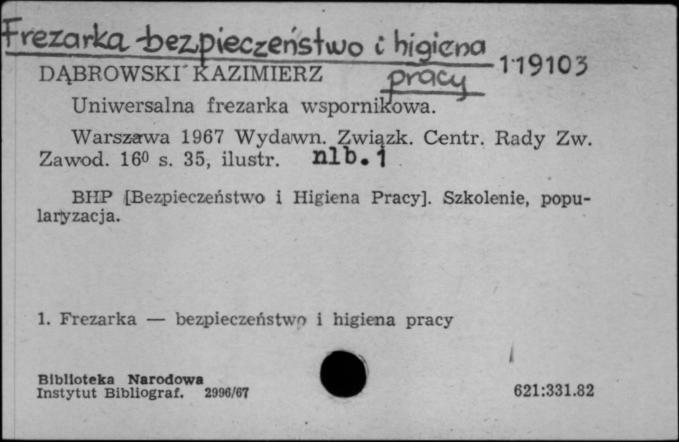 Frezarka - bezpieczeństwo i higiena
pracy
119103
DĄBROWSKI KAZIMIERZ
Uniwersalna frezarka wspornikowa.
Warszawa 1967 Wydawn. Związk. Centr. Rady Zw.
Zawod. 16⁰ s. 35, ilustr. nlb. 1
BHP [Bezpieczeństwo i Higiena Pracy]. Szkolenie, popu-
laryzacja.
1. Frezarka — bezpieczeństwo i higiena pracy
Biblioteka Narodowa
Instytut Bibliograf. 2996/67
621:331.82